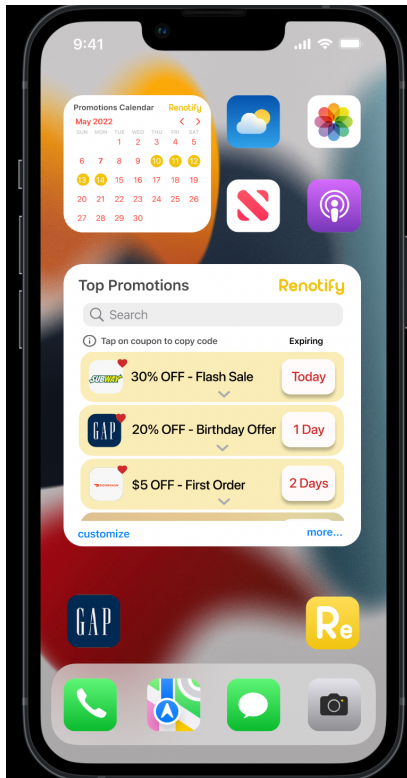 9:41
Promotions Calendar Renotify
May 2022 < >
SUN MON TUE WED THU FRI SAT
1 2 3 4 5
6 7 8 9 10 11 12
13 14 15 16 17 18 19
20 21 22 23 24 25 26
27 28 29 30
Top Promotions Renotify
Search
Tap on coupon to copy code Expiring
SUBWAY 30% OFF - Flash Sale Today
GAP 20% OFF - Birthday Offer 1 Day
DOORDASH $5 OFF - First Order 2 Days
customize more...
GAP Re